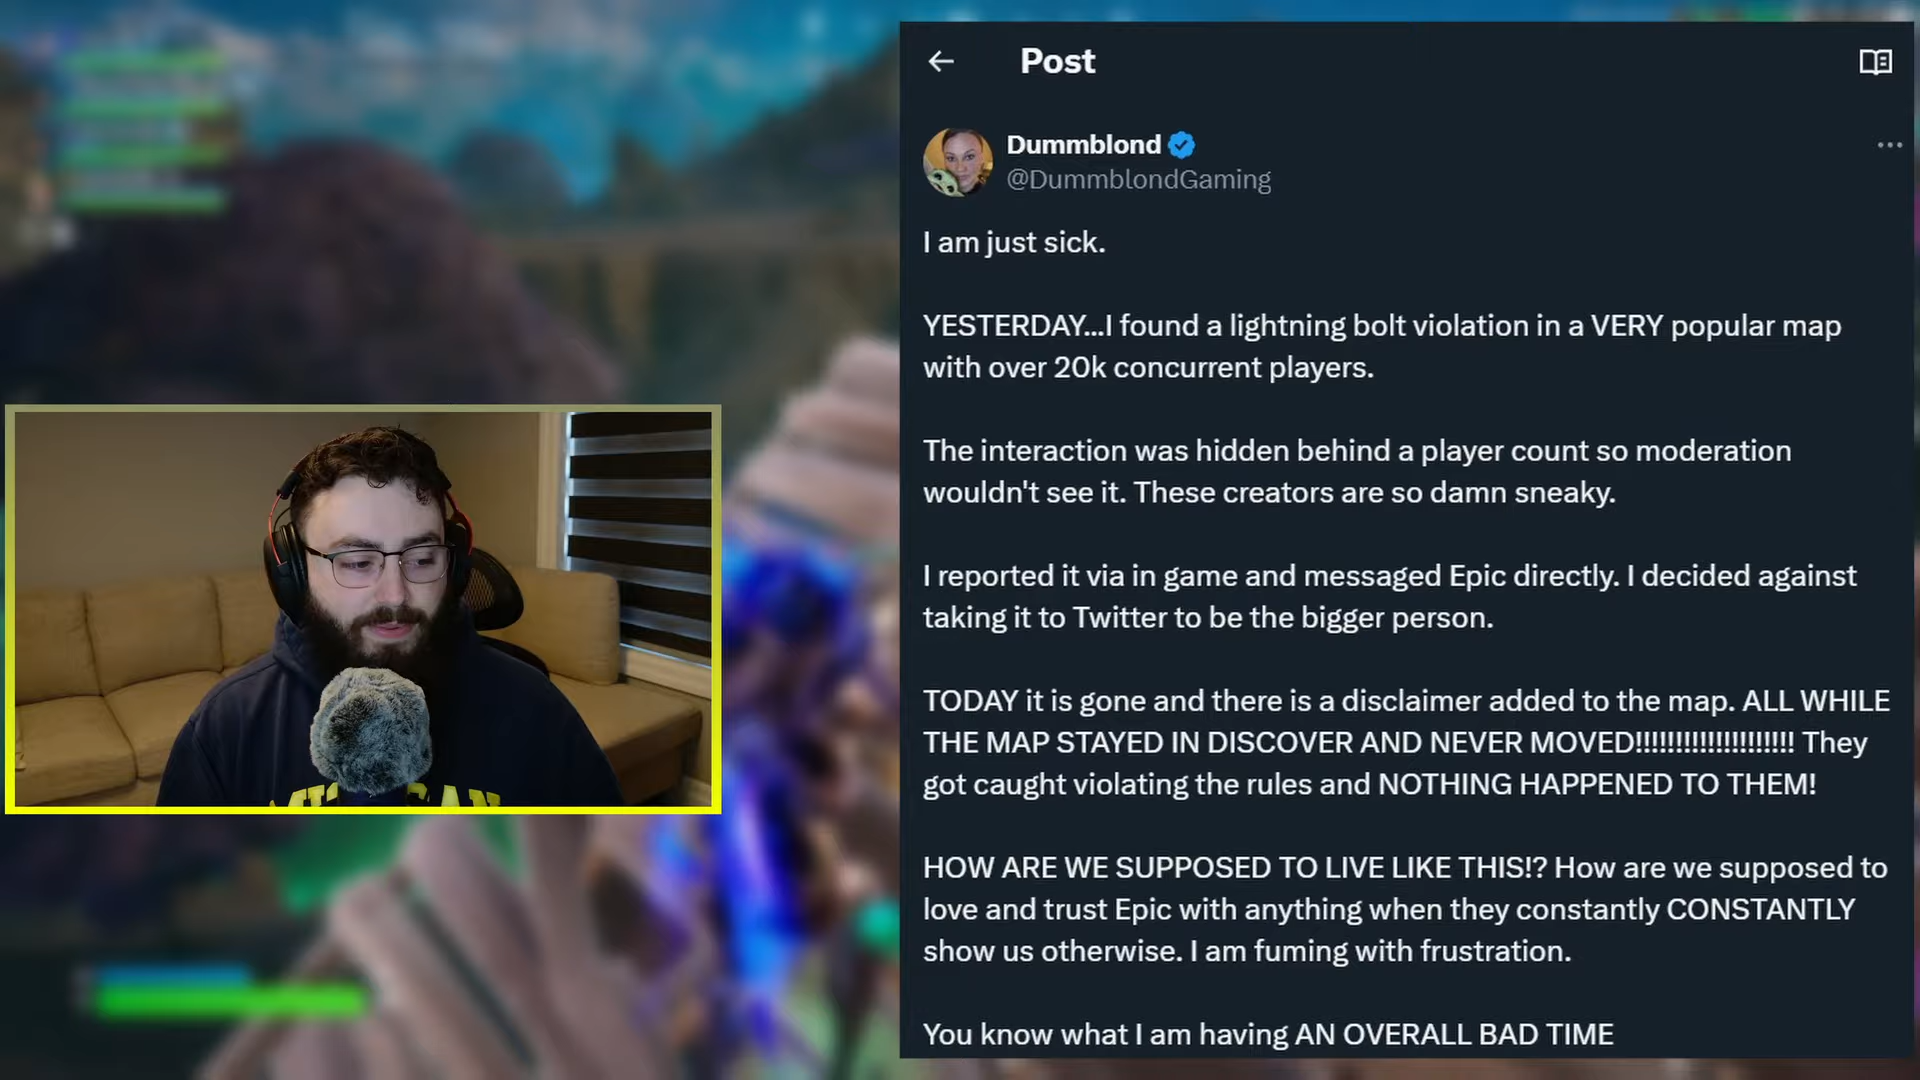 Post
Dummblond
@DummblondGaming
I am just sick.
YESTERDAY...I found a lightning bolt violation in a VERY popular map
with over 20k concurrent players.
The interaction was hidden behind a player count so moderation
wouldn't see it. These creators are so damn sneaky.
I reported it via in game and messaged Epic directly. I decided against
taking it to Twitter to be the bigger person.
TODAY it is gone and there is a disclaimer added to the map. ALL WHILE
THE MAP STAYED IN DISCOVER AND NEVER MOVED!!!!!!!!!!!!!!!!!!!! They
got caught violating the rules and NOTHING HAPPENED TO THEM!
HOW ARE WE SUPPOSED TO LIVE LIKE THIS!? How are we supposed to
love and trust Epic with anything when they constantly CONSTANTLY
show us otherwise. I am fuming with frustration.
You know what I am having AN OVERALL BAD TIME